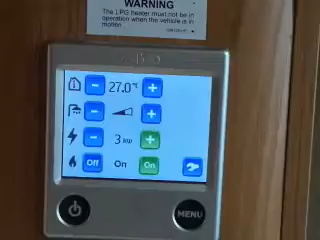 WARNING
The LPG heater must not be in
operation when the vehicle is in
motion
27.0 °C
3 kW
Off On On
MENU